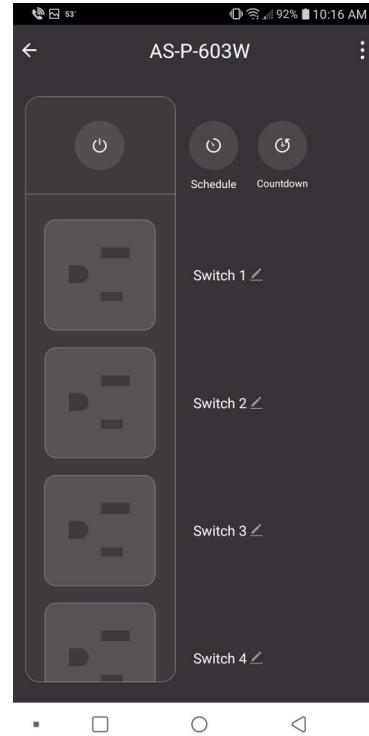 53° 92% 10:16 AM
AS-P-603W
Schedule Countdown
Switch 1
Switch 2
Switch 3
Switch 4